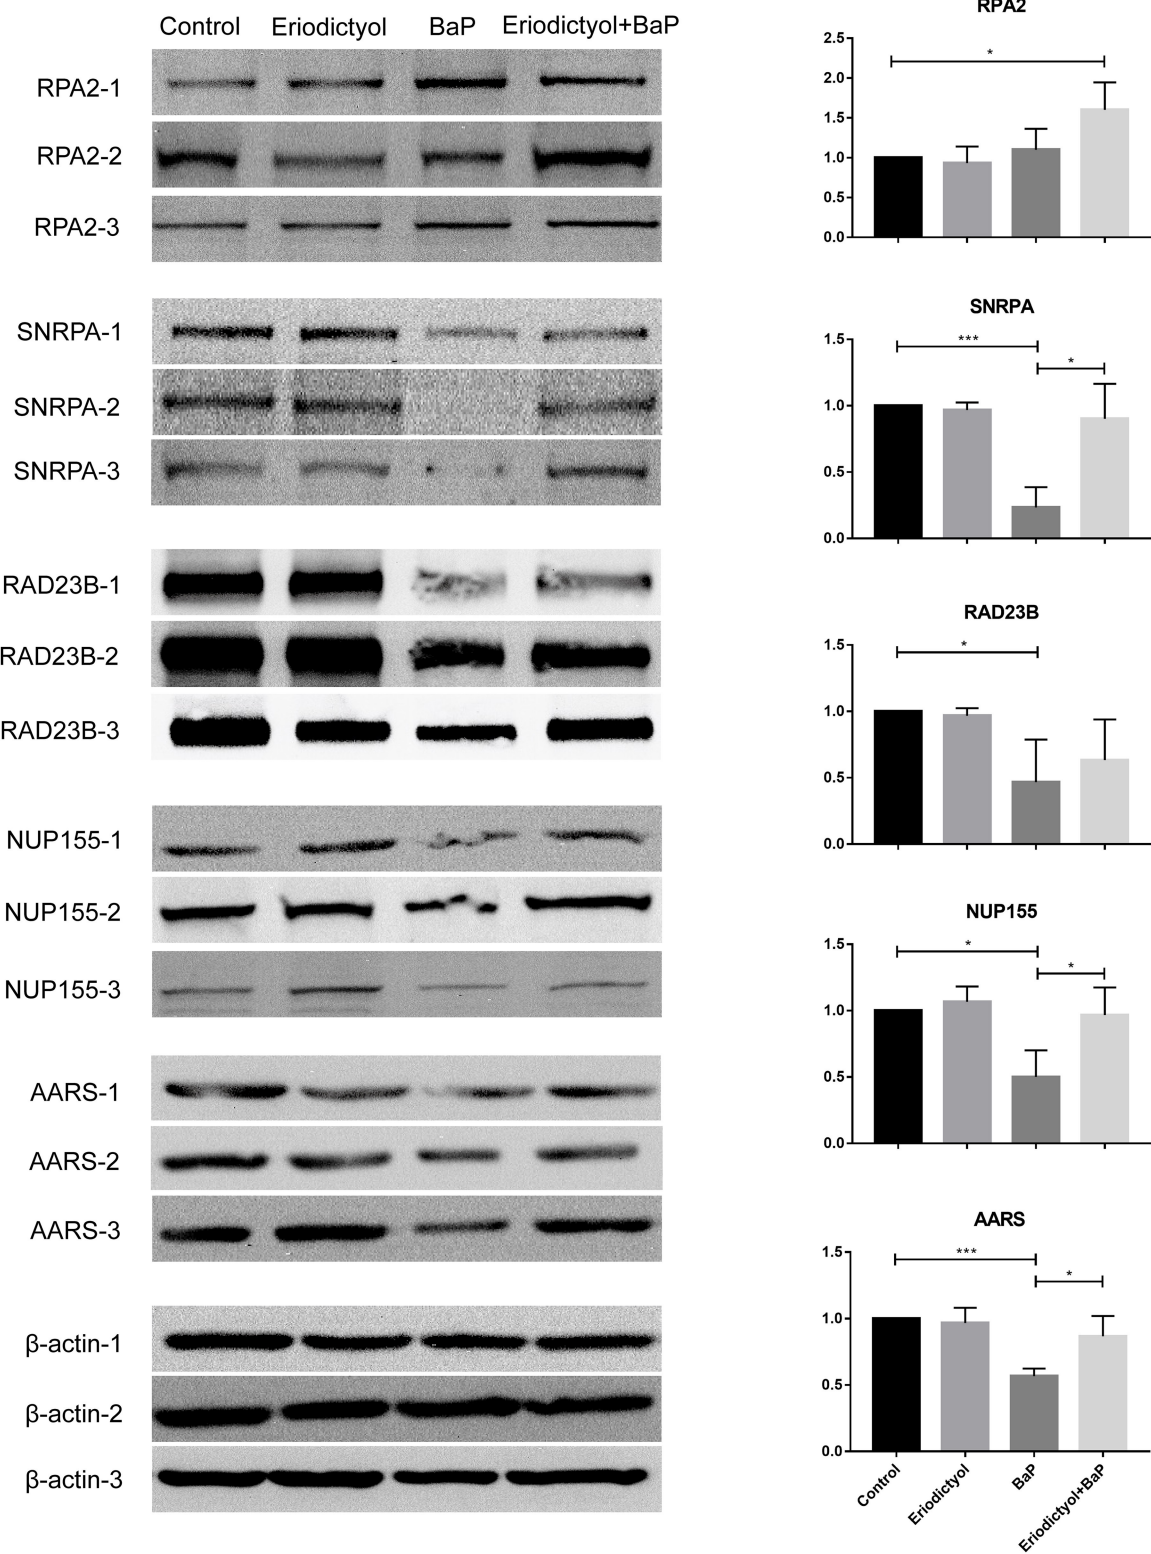 Control Eriodictyol BaP Eriodictyol+BaP
RPA2-1
RPA2-2
RPA2-3
SNRPA-1
SNRPA-2
SNRPA-3
RAD23B-1
RAD23B-2
RAD23B-3
NUP155-1
NUP155-2
NUP155-3
AARS-1
AARS-2
AARS-3
β-actin-1
β-actin-2
β-actin-3
RPA2
2.5
2.0
1.5
1.0
0.5
0.0
*
SNRPA
1.5
1.0
0.5
0.0
***
*
RAD23B
1.5
1.0
0.5
0.0
*
NUP155
1.5
1.0
0.5
0.0
*
*
AARS
1.5
1.0
0.5
0.0
***
*
Control
Eriodictyol
BaP
Eriodictyol+BaP